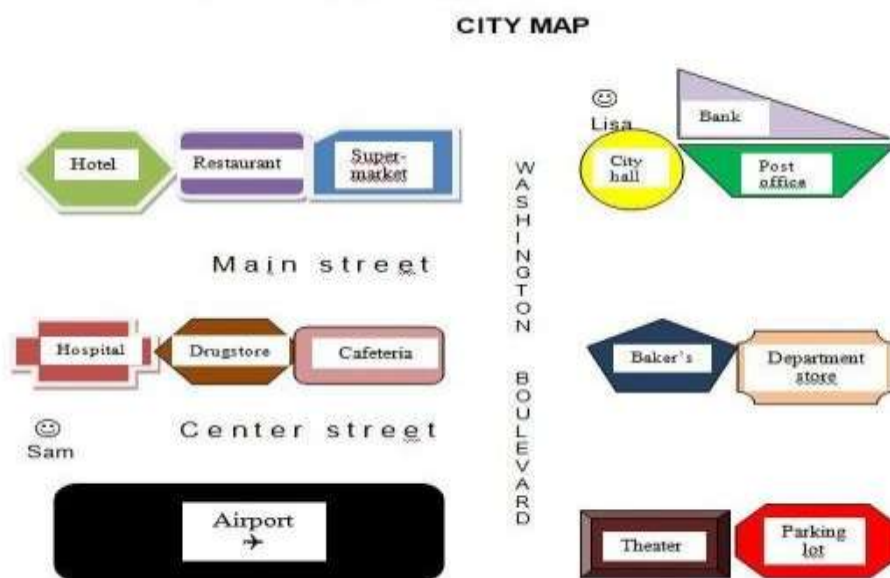 CITY MAP
Lisa
Bank
Hotel
Restaurant
Super-
market
City
hall
Post
office
WASHINGTON BOULEVARD
Main street
Hospital
Drugstore
Cafeteria
Baker's
Department
store
Sam
Center street
Airport
Theater
Parking
lot